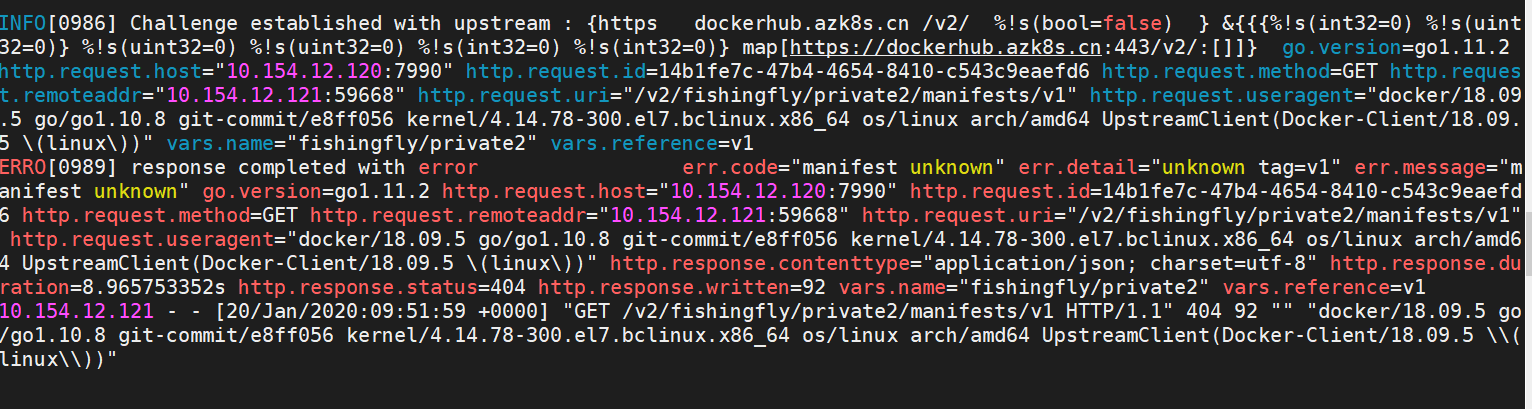 INFO[0986] Challenge established with upstream : {https   dockerhub.azk8s.cn /v2/  %!s(bool=false)  } &{{{%!s(int32=0) %!s(uint
32=0)} %!s(uint32=0) %!s(uint32=0) %!s(int32=0) %!s(int32=0)} map[https://dockerhub.azk8s.cn:443/v2/:[]]}  go.version=go1.11.2
http.request.host="10.154.12.120:7990" http.request.id=14b1fe7c-47b4-4654-8410-c543c9eaefd6 http.request.method=GET http.reques
t.remoteaddr="10.154.12.121:59668" http.request.uri="/v2/fishingfly/private2/manifests/v1" http.request.useragent="docker/18.09
.5 go/go1.10.8 git-commit/e8ff056 kernel/4.14.78-300.el7.bclinux.x86_64 os/linux arch/amd64 UpstreamClient(Docker-Client/18.09.
5 \(linux\))" vars.name="fishingfly/private2" vars.reference=v1
ERRO[0989] response completed with error                 err.code="manifest unknown" err.detail="unknown tag=v1" err.message="m
anifest unknown" go.version=go1.11.2 http.request.host="10.154.12.120:7990" http.request.id=14b1fe7c-47b4-4654-8410-c543c9eaefd
6 http.request.method=GET http.request.remoteaddr="10.154.12.121:59668" http.request.uri="/v2/fishingfly/private2/manifests/v1"
 http.request.useragent="docker/18.09.5 go/go1.10.8 git-commit/e8ff056 kernel/4.14.78-300.el7.bclinux.x86_64 os/linux arch/amd6
4 UpstreamClient(Docker-Client/18.09.5 \(linux\))" http.response.contenttype="application/json; charset=utf-8" http.response.du
ration=8.965753352s http.response.status=404 http.response.written=92 vars.name="fishingfly/private2" vars.reference=v1
10.154.12.121 - - [20/Jan/2020:09:51:59 +0000] "GET /v2/fishingfly/private2/manifests/v1 HTTP/1.1" 404 92 "" "docker/18.09.5 go
/go1.10.8 git-commit/e8ff056 kernel/4.14.78-300.el7.bclinux.x86_64 os/linux arch/amd64 UpstreamClient(Docker-Client/18.09.5 \\(
linux\\))"